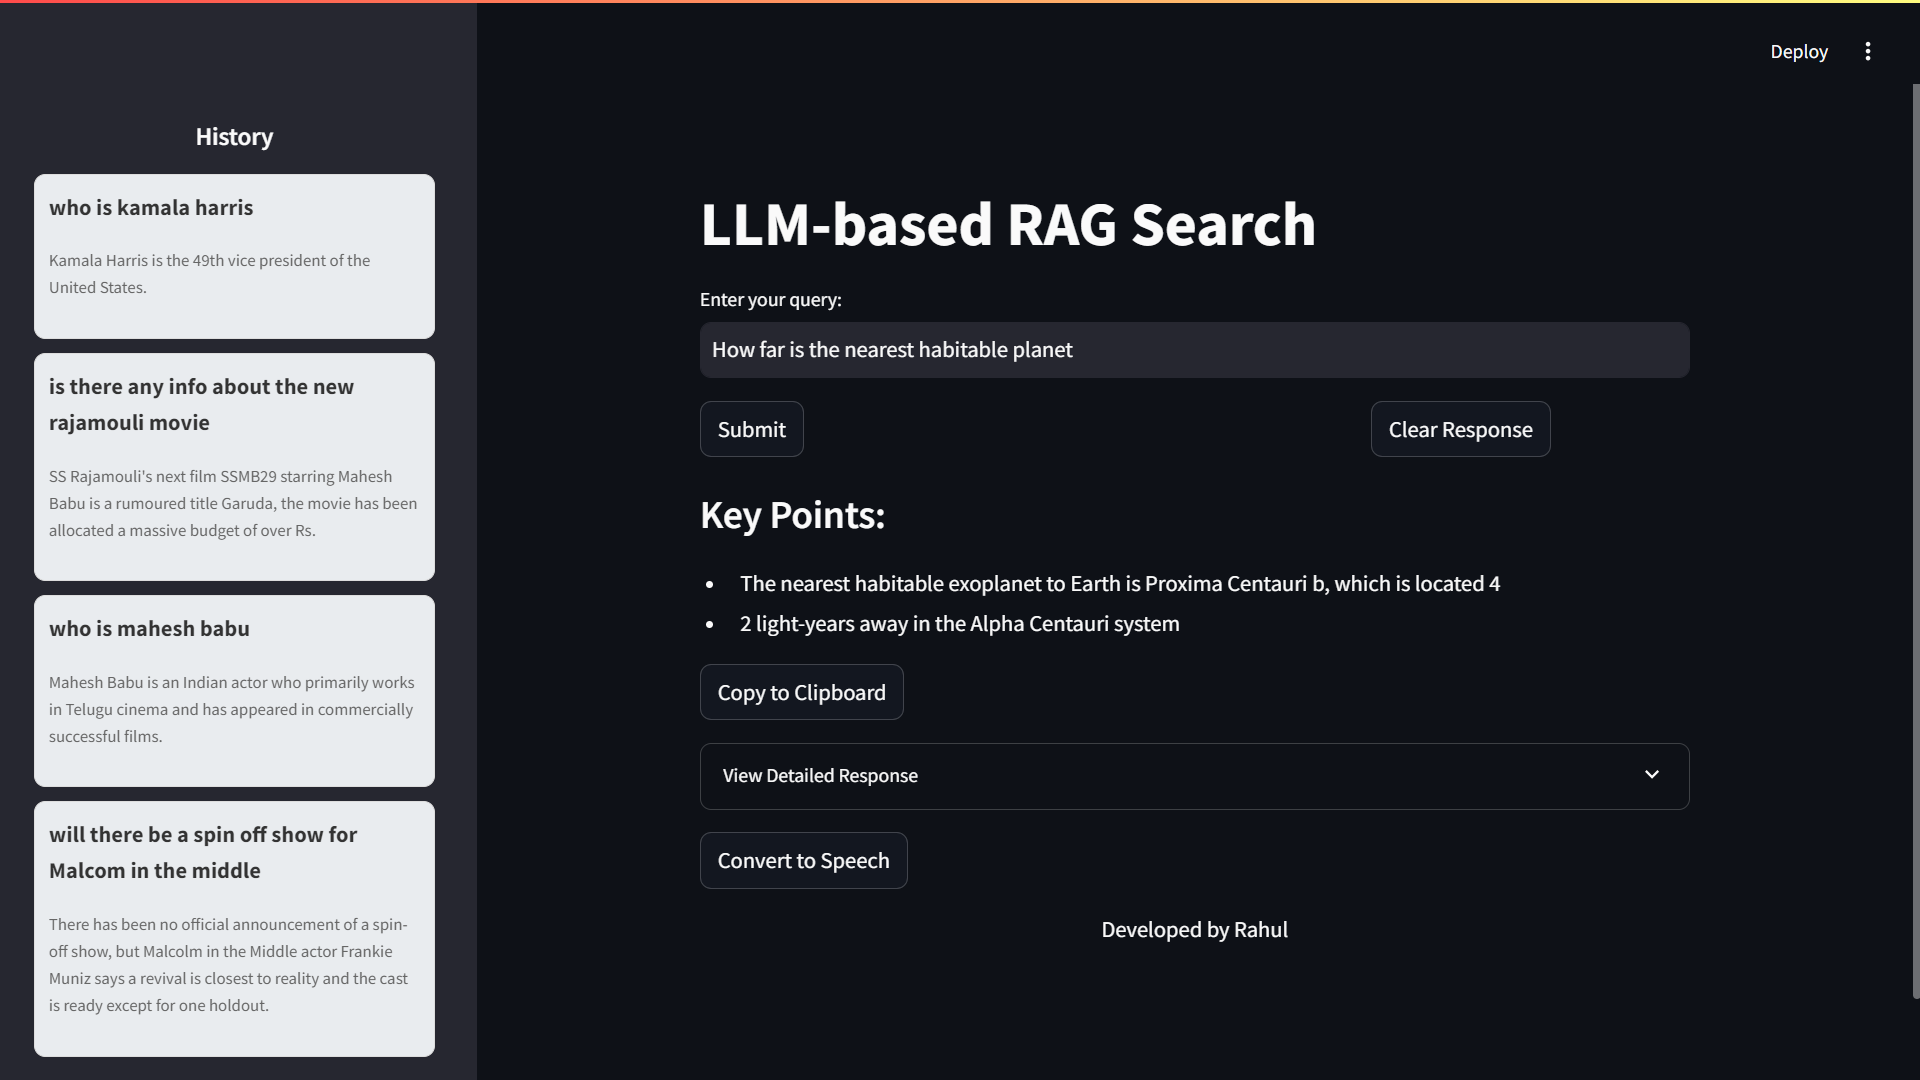 Deploy
History
who is kamala harris
Kamala Harris is the 49th vice president of the
United States.
is there any info about the new
rajamouli movie
SS Rajamouli's next film SSMB29 starring Mahesh
Babu is a rumoured title Garuda, the movie has been
allocated a massive budget of over Rs.
who is mahesh babu
Mahesh Babu is an Indian actor who primarily works
in Telugu cinema and has appeared in commercially
successful films.
will there be a spin off show for
Malcom in the middle
There has been no official announcement of a spin-
off show, but Malcolm in the Middle actor Frankie
Muniz says a revival is closest to reality and the cast
is ready except for one holdout.
LLM-based RAG Search
Enter your query:
How far is the nearest habitable planet
Submit
Clear Response
Key Points:
• The nearest habitable exoplanet to Earth is Proxima Centauri b, which is located 4
• 2 light-years away in the Alpha Centauri system
Copy to Clipboard
View Detailed Response
Convert to Speech
Developed by Rahul